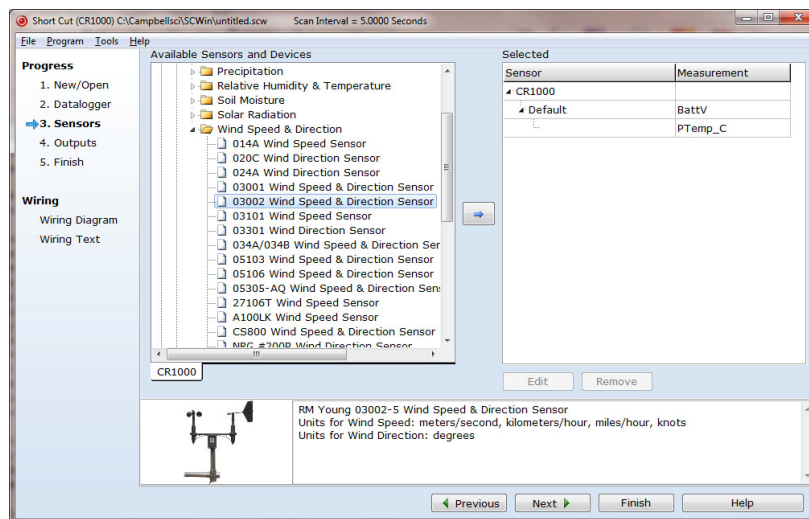 Short Cut (CR1000) C:\Campbellsci\SCWin\untitled.scw Scan Interval = 5.0000 Seconds
File Program Tools Help
Progress
1. New/Open
2. Datalogger
3. Sensors
4. Outputs
5. Finish
Wiring
Wiring Diagram
Wiring Text
Available Sensors and Devices
Precipitation
Relative Humidity & Temperature
Soil Moisture
Solar Radiation
Wind Speed & Direction
014A Wind Speed Sensor
020C Wind Direction Sensor
024A Wind Direction Sensor
03001 Wind Speed & Direction Sensor
03002 Wind Speed & Direction Sensor
03101 Wind Speed Sensor
03301 Wind Direction Sensor
034A/034B Wind Speed & Direction Ser
05103 Wind Speed & Direction Sensor
05106 Wind Speed & Direction Sensor
05305-AQ Wind Speed & Direction Sens
27106T Wind Speed Sensor
A100LK Wind Speed Sensor
CS800 Wind Speed & Direction Sensor
NRG #200P Wind Direction Sensor
CR1000
Selected
Sensor Measurement
CR1000
Default BattV
PTemp_C
Edit Remove
RM Young 03002-5 Wind Speed & Direction Sensor
Units for Wind Speed: meters/second, kilometers/hour, miles/hour, knots
Units for Wind Direction: degrees
Previous Next Finish Help